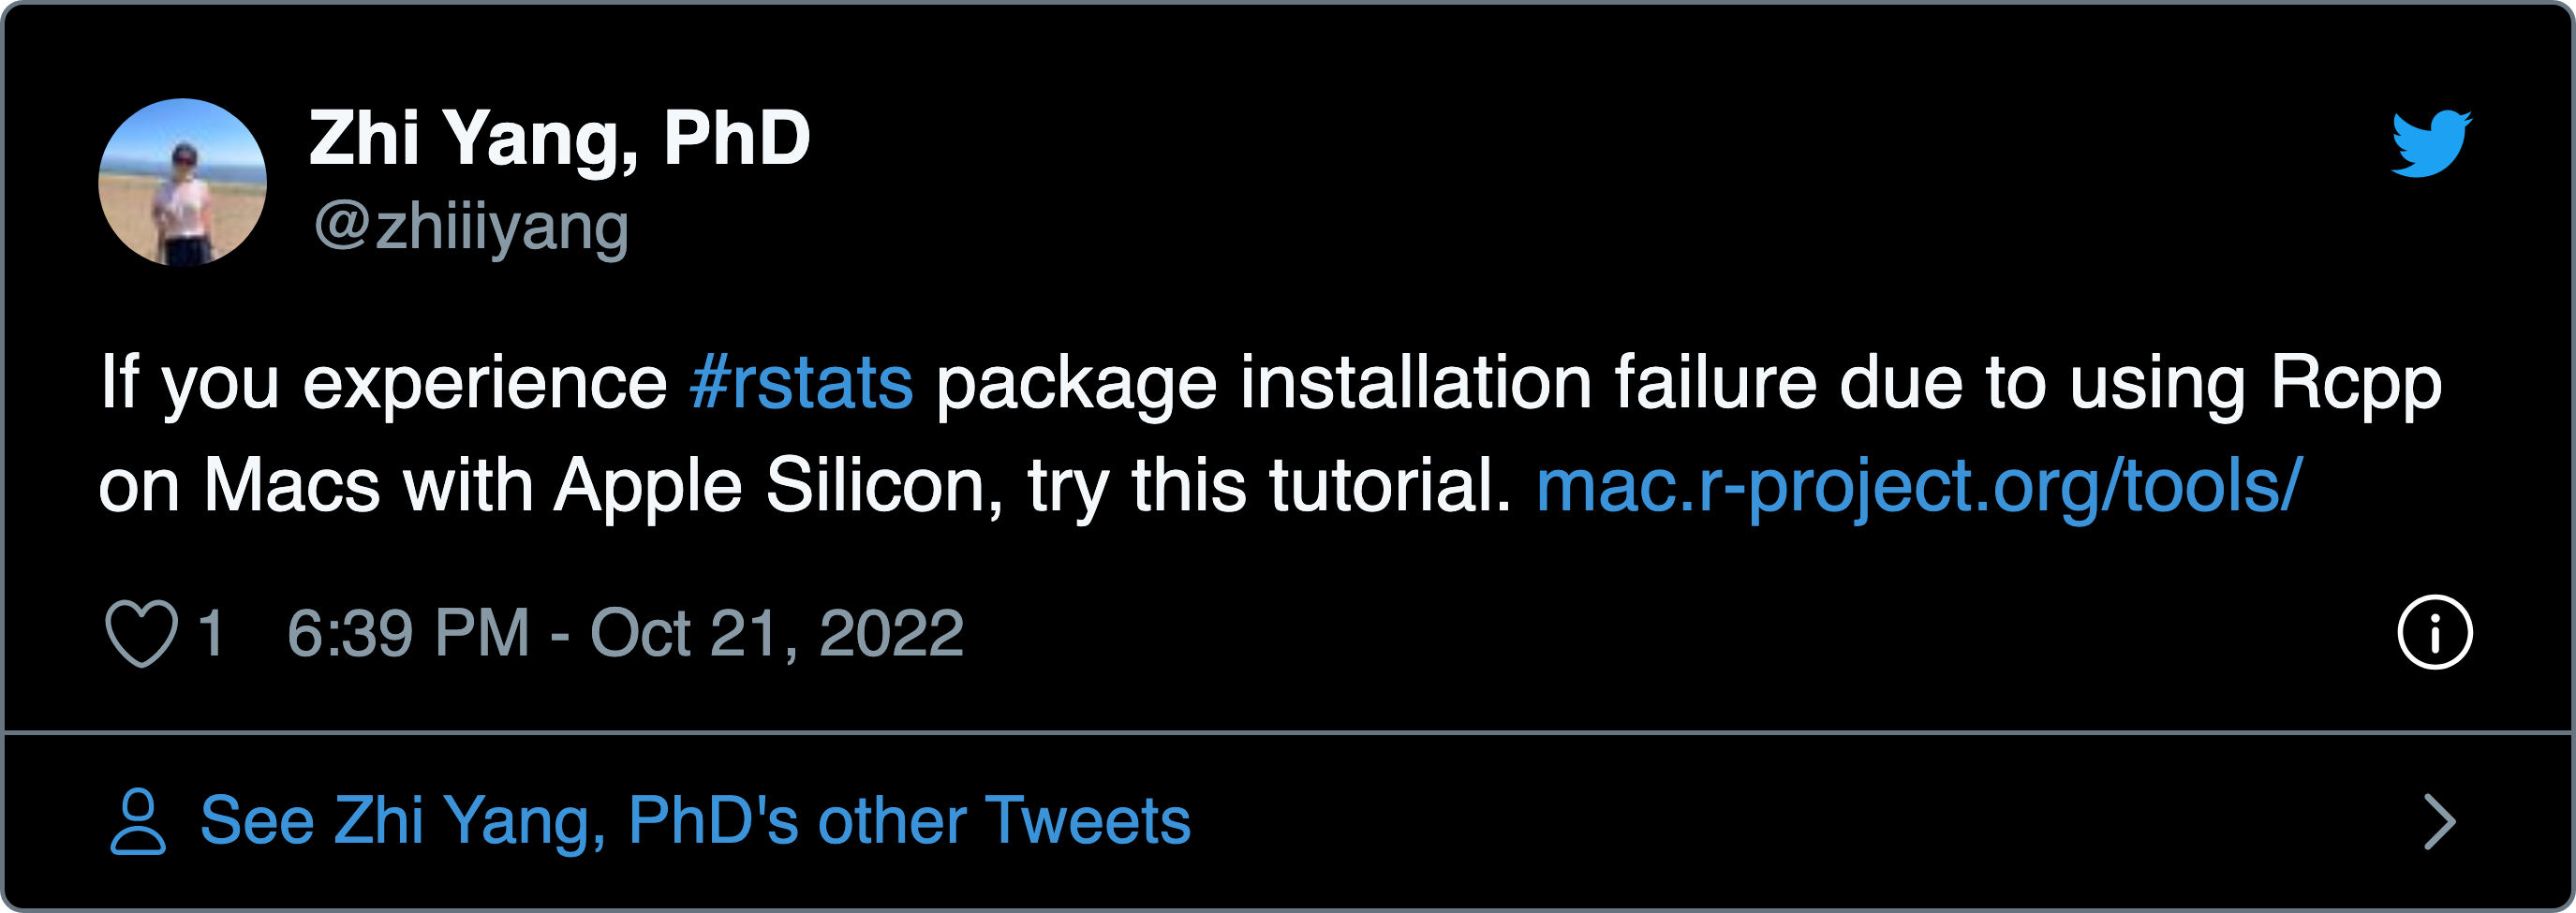 Zhi Yang, PhD
@zhiiiyang
If you experience #rstats package installation failure due to using Rcpp
on Macs with Apple Silicon, try this tutorial. mac.r-project.org/tools/
1 6:39 PM - Oct 21, 2022
See Zhi Yang, PhD's other Tweets